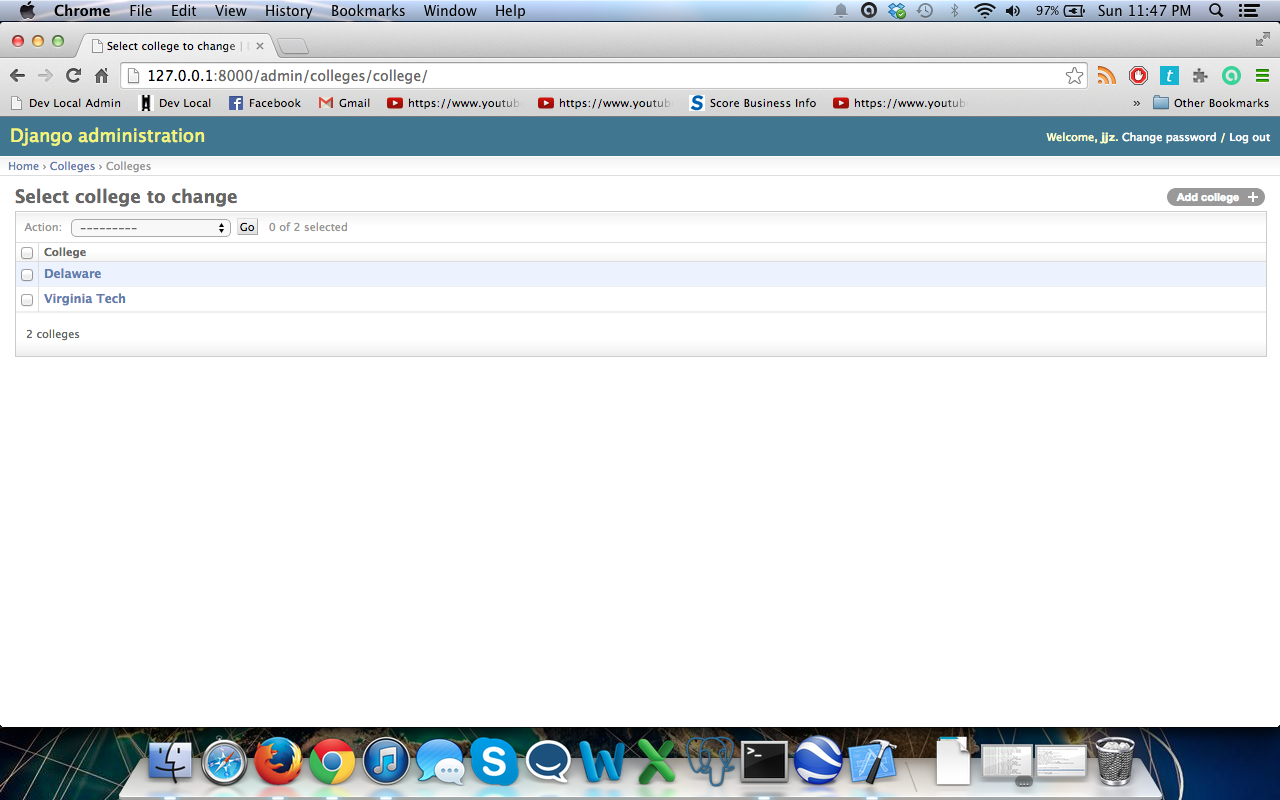 Chrome File Edit View History Bookmarks Window Help 97% Sun 11:47 PM
Select college to change |
127.0.0.1:8000/admin/colleges/college/
Dev Local Admin Dev Local Facebook Gmail https://www.youtub https://www.youtub Score Business Info https://www.youtub » Other Bookmarks
Django administration Welcome, jjz. Change password / Log out
Home › Colleges › Colleges
Select college to change Add college +
Action: --------- Go 0 of 2 selected
College
Delaware
Virginia Tech
2 colleges